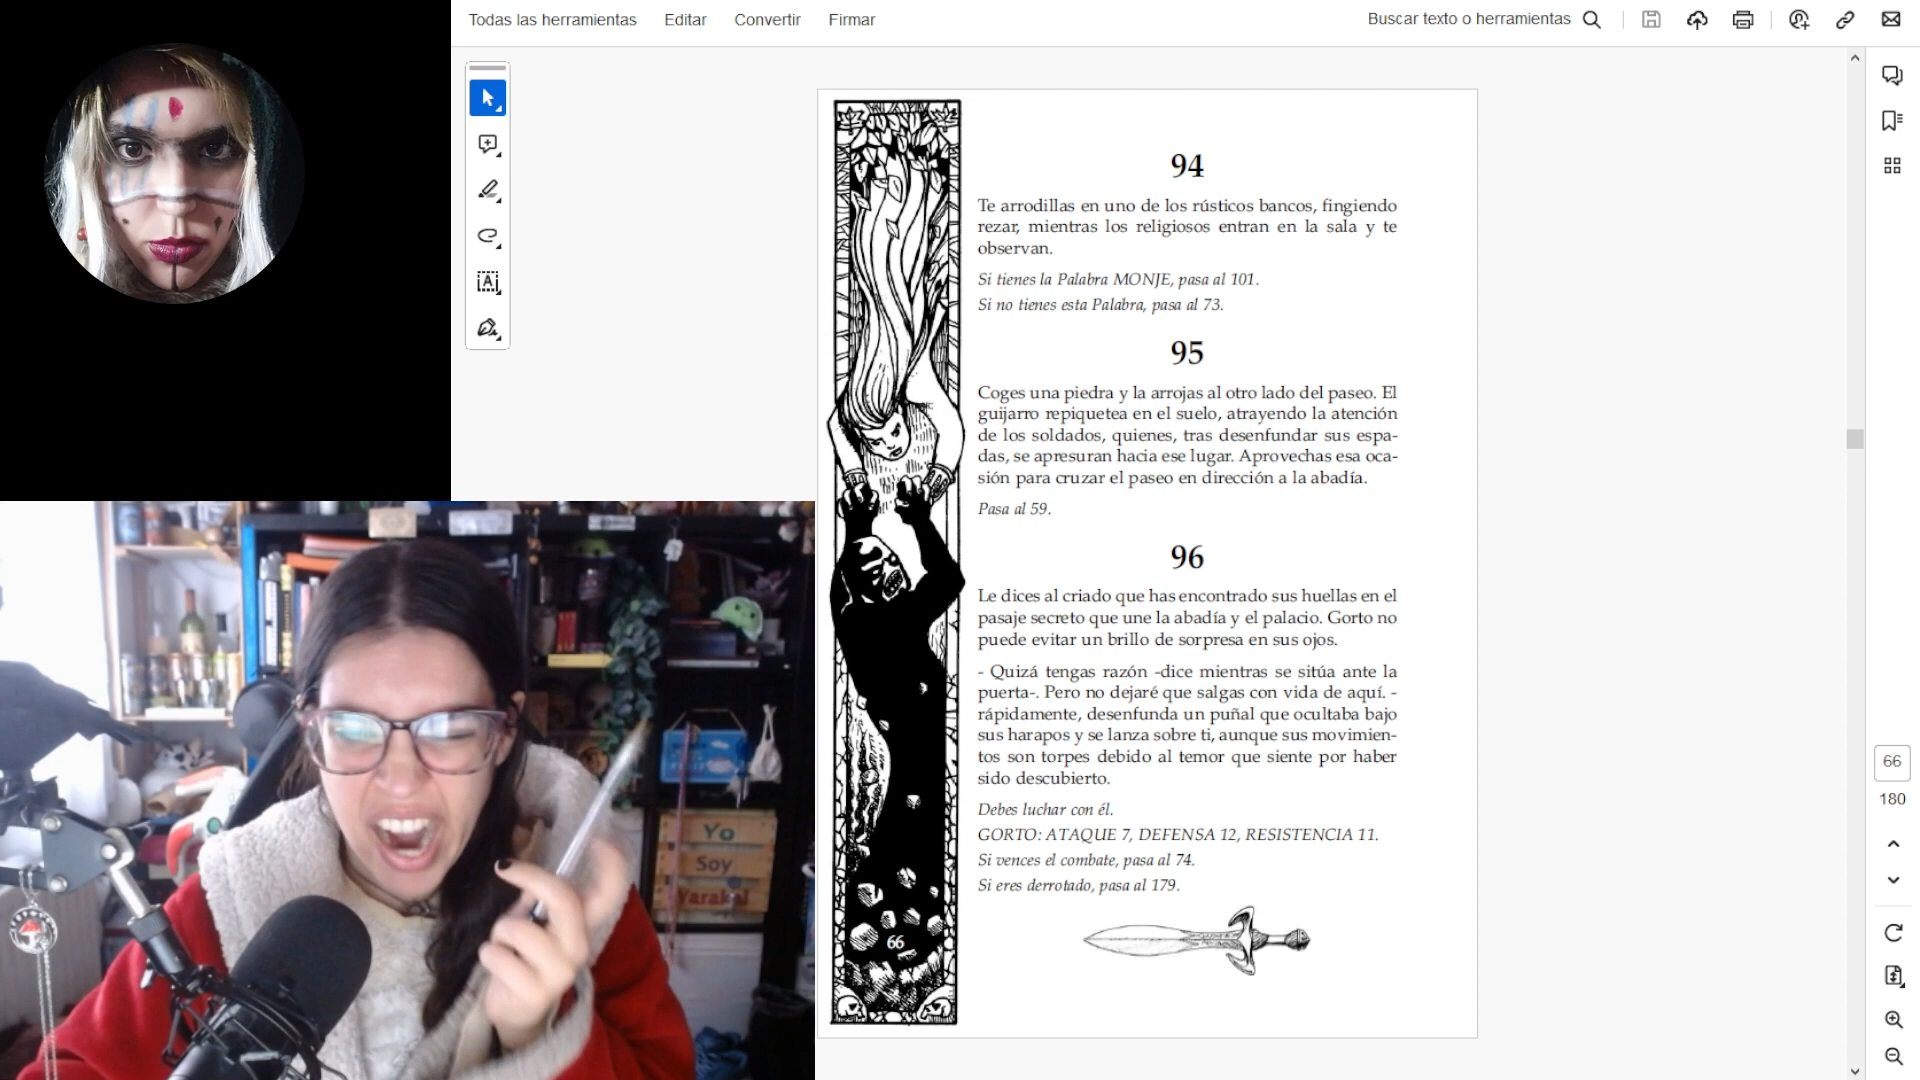 Todas las herramientas
Editar
Convertir
Firmar
Buscar texto o herramientas
94
Te arrodillas en uno de los rústicos bancos, fingiendo
rezar, mientras los religiosos entran en la sala y te
observan.
Si tienes la Palabra MONJE, pasa al 101.
Si no tienes esta Palabra, pasa al 73.
95
Coges una piedra y la arrojas al otro lado del paseo. El
guijarro repiquetea en el suelo, atrayendo la atención
de los soldados, quienes, tras desenfundar sus espa-
das, se apresuran hacia ese lugar. Aprovechas esa oca-
sión para cruzar el paseo en dirección a la abadía.
Pasa al 59.
96
Le dices al criado que has encontrado sus huellas en el
pasaje secreto que une la abadía y el palacio. Gorto no
puede evitar un brillo de sorpresa en sus ojos.
- Quizá tengas razón -dice mientras se sitúa ante la
puerta-. Pero no dejaré que salgas con vida de aquí. -
rápidamente, desenfunda un puñal que ocultaba bajo
sus harapos y se lanza sobre ti, aunque sus movimien-
tos son torpes debido al temor que siente por haber
sido descubierto.
Debes luchar con él.
GORTO: ATAQUE 7, DEFENSA 12, RESISTENCIA 11.
Si vences el combate, pasa al 74.
Si eres derrotado, pasa al 179.
66
66
180
Yo
Soy
Yarakal